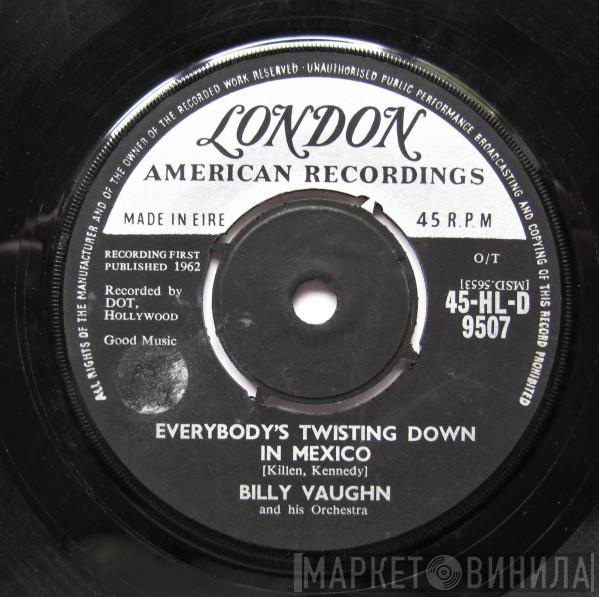 ALL RIGHTS OF THE MANUFACTURER AND OF THE OWNER OF THE RECORDED WORK RESERVED · UNAUTHORISED PUBLIC PERFORMANCE BROADCASTING AND COPYING OF THIS RECORD PROHIBITED
LONDON
AMERICAN RECORDINGS
MADE IN EIRE
45 R.P.M
RECORDING FIRST
PUBLISHED 1962
Recorded by
DOT,
HOLLYWOOD
Good Music
O/T
[MSD.5653]
45-HL-D
9507
EVERYBODY'S TWISTING DOWN
IN MEXICO
[Killen, Kennedy]
BILLY VAUGHN
and his Orchestra
МАРКЕТ ВИНИЛА